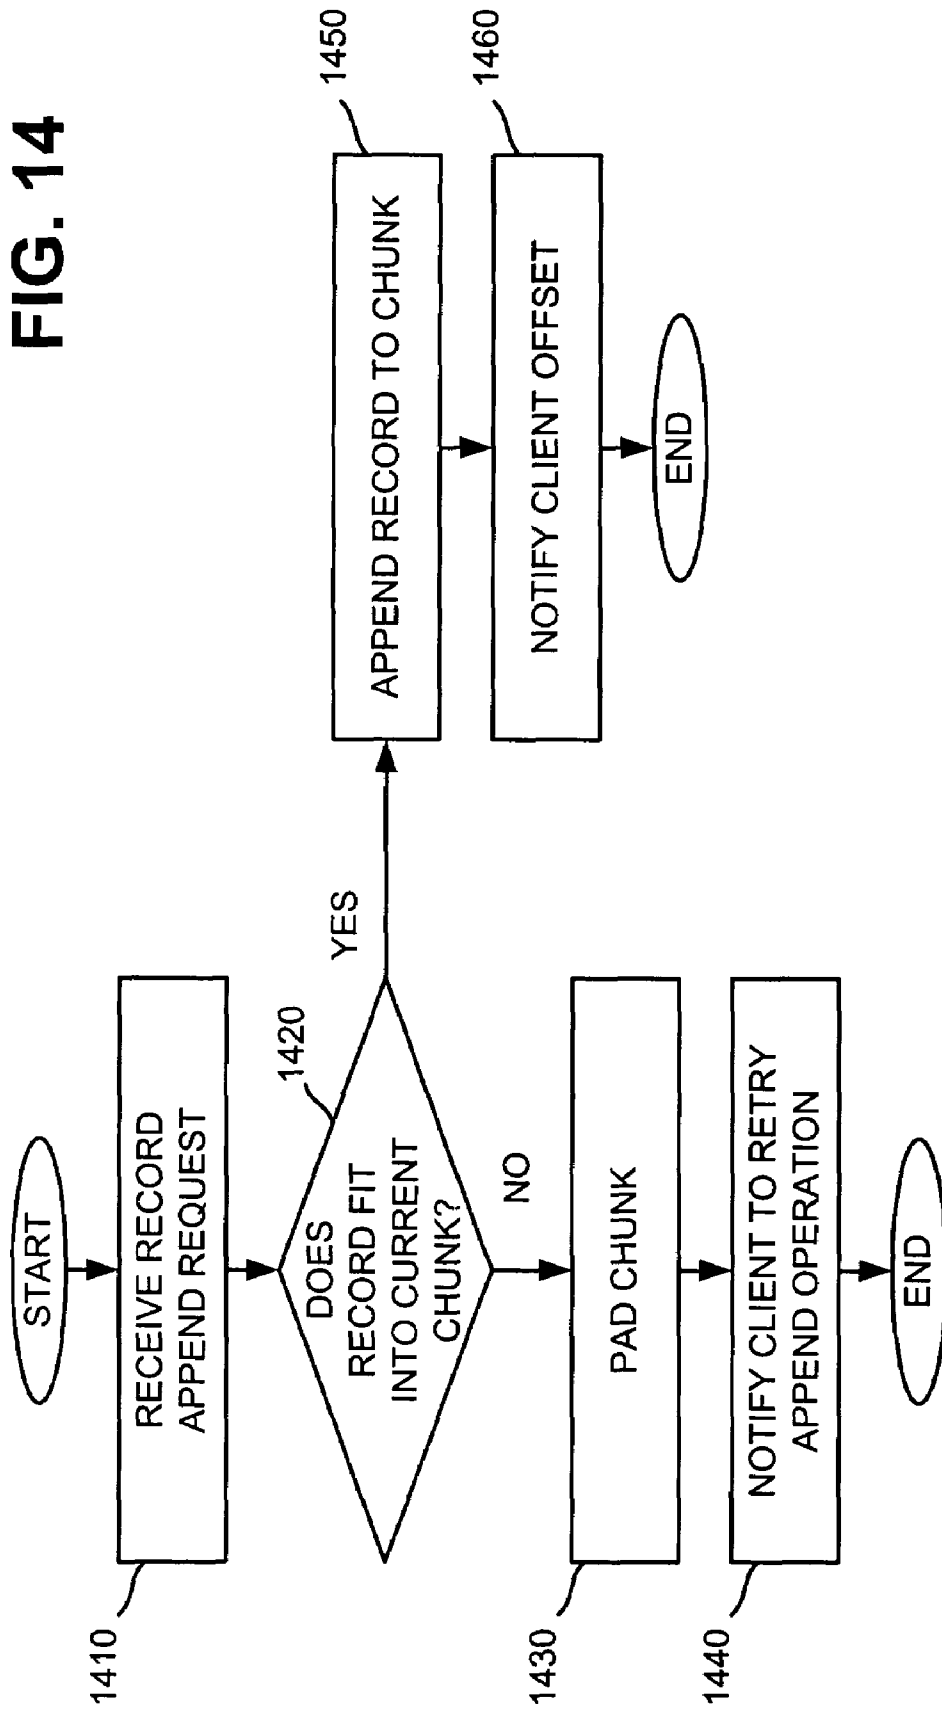 FIG. 14
START
1410
RECEIVE RECORD
APPEND REQUEST
1420
DOES
RECORD FIT
INTO CURRENT
CHUNK?
YES
NO
1430
PAD CHUNK
1440
NOTIFY CLIENT TO RETRY
APPEND OPERATION
END
1450
APPEND RECORD TO CHUNK
1460
NOTIFY CLIENT OFFSET
END